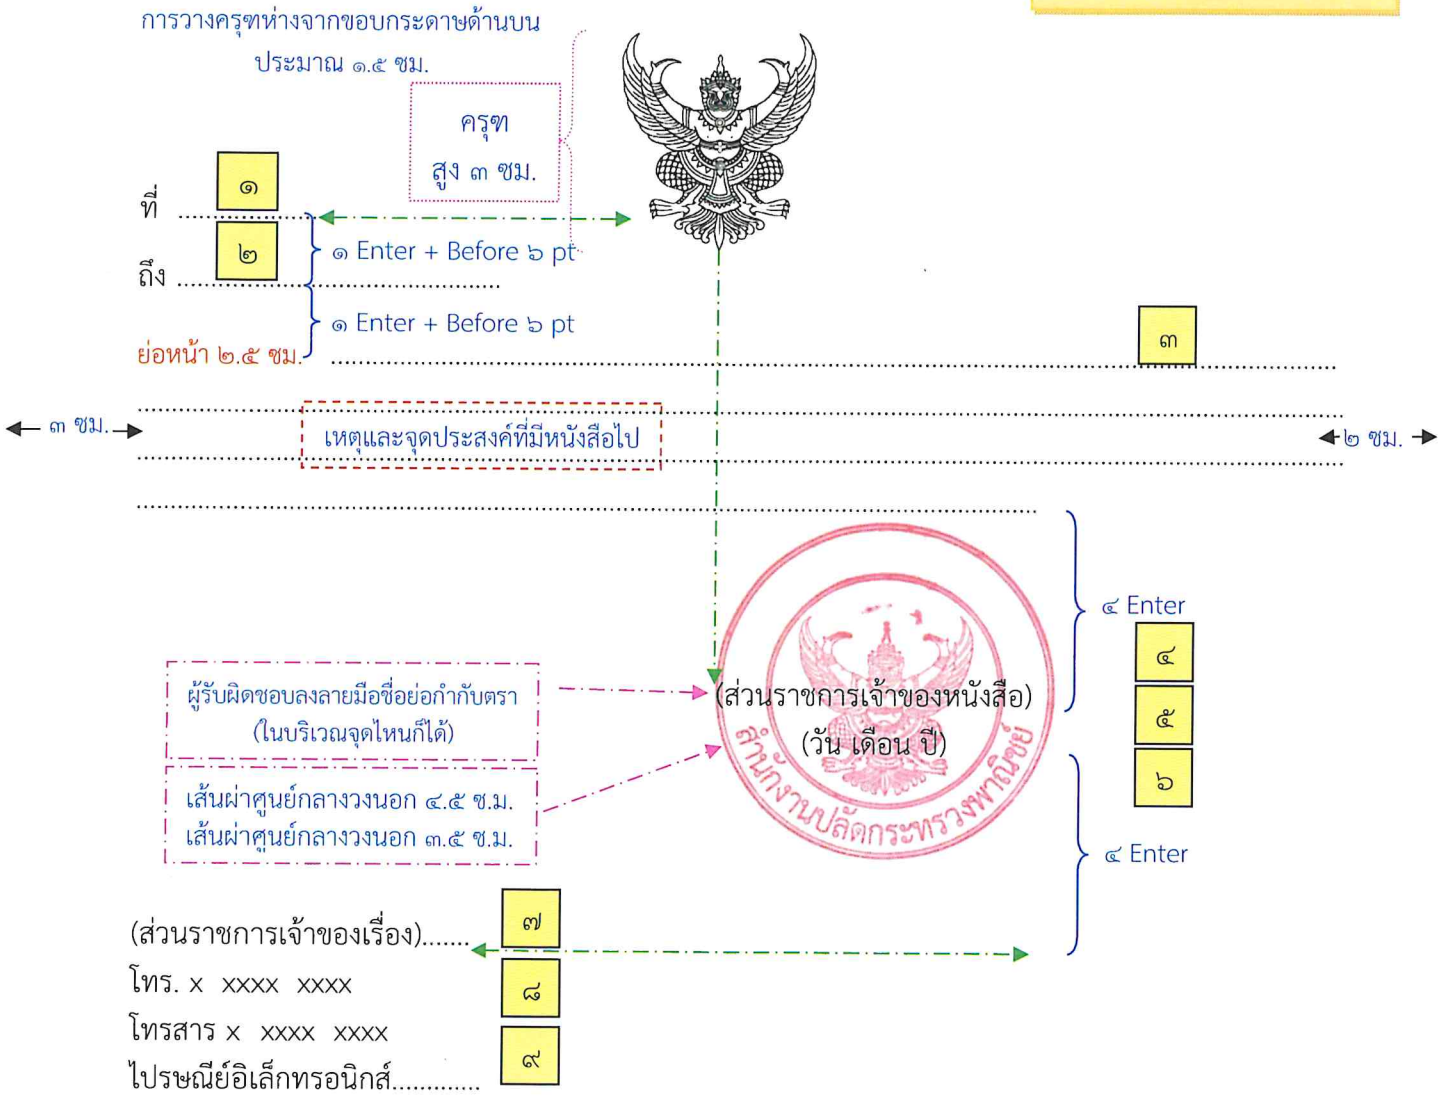 การวางครุฑห่างจากขอบกระดาษด้านบน
ประมาณ ๑.๕ ซม.
ครุฑ
สูง ๓ ซม.
๑
ที่ ....................
๒
๑ Enter + Before ๖ pt
ถึง ............................................................
๑ Enter + Before ๖ pt
๓
ย่อหน้า ๒.๕ ซม.
๓ ซม.
เหตุและจุดประสงค์ที่มีหนังสือไป
๒ ซม.
๔ Enter
๔
ผู้รับผิดชอบลงลายมือชื่อย่อกำกับตรา
(ในบริเวณจุดไหนก็ได้)
(ส่วนราชการเจ้าของหนังสือ)
๕
(วัน เดือน ปี)
๖
สำนักงานปลัดกระทรวงพาณิชย์
เส้นผ่าศูนย์กลางวงนอก ๔.๕ ซ.ม.
เส้นผ่าศูนย์กลางวงนอก ๓.๕ ซ.ม.
๔ Enter
๗
(ส่วนราชการเจ้าของเรื่อง).......
๘
โทร. x xxxx xxxx
โทรสาร x xxxx xxxx
๙
ไปรษณีย์อิเล็กทรอนิกส์.............